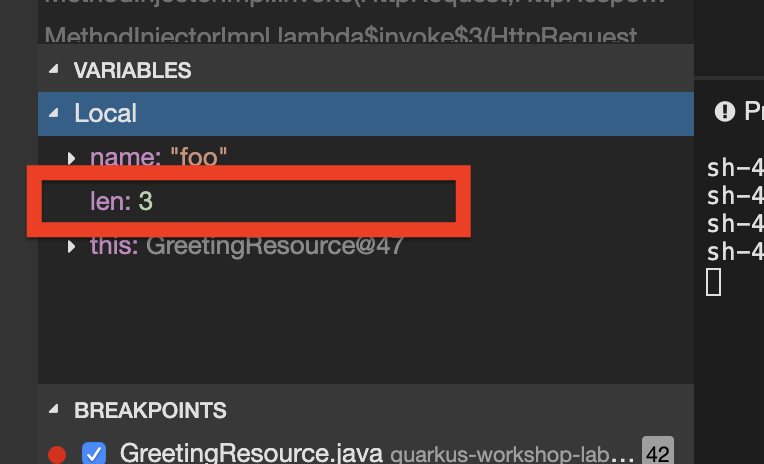 MethodInjectorImpl.invoke(HttpRequest,HttpRespo…
MethodInjectorImpl.lambda$invoke$3(HttpRequest
VARIABLES
Local
name: "foo"
len: 3
this: GreetingResource@47
BREAKPOINTS
GreetingResource.java quarkus-workshop-lab… 42
Pr
sh-4
sh-4
sh-4
sh-4